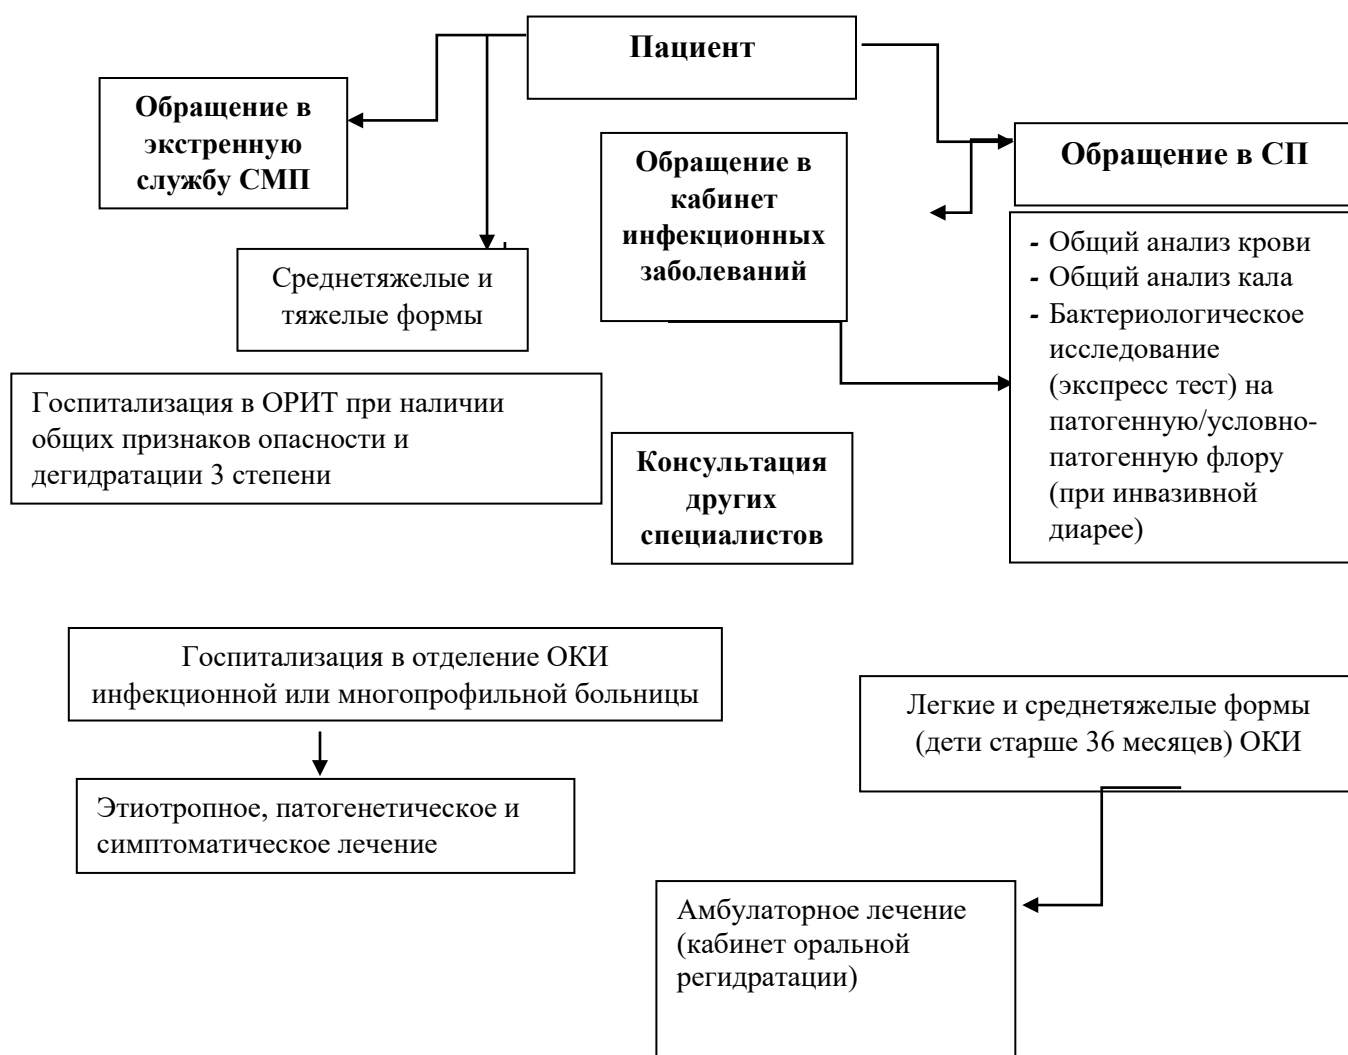 Пациент
Обращение в
экстренную
службу СМП
Обращение в
кабинет
инфекционных
заболеваний
Обращение в СП
- Общий анализ крови
- Общий анализ кала
- Бактериологическое
исследование
(экспресс тест) на
патогенную/условно-
патогенную флору
(при инвазивной
диарее)
Среднетяжелые и
тяжелые формы
Госпитализация в ОРИТ при наличии
общих признаков опасности и
дегидратации 3 степени
Консультация
других
специалистов
Госпитализация в отделение ОКИ
инфекционной или многопрофильной больницы
Легкие и среднетяжелые формы
(дети старше 36 месяцев) ОКИ
Этиотропное, патогенетическое и
симптоматическое лечение
Амбулаторное лечение
(кабинет оральной
регидратации)